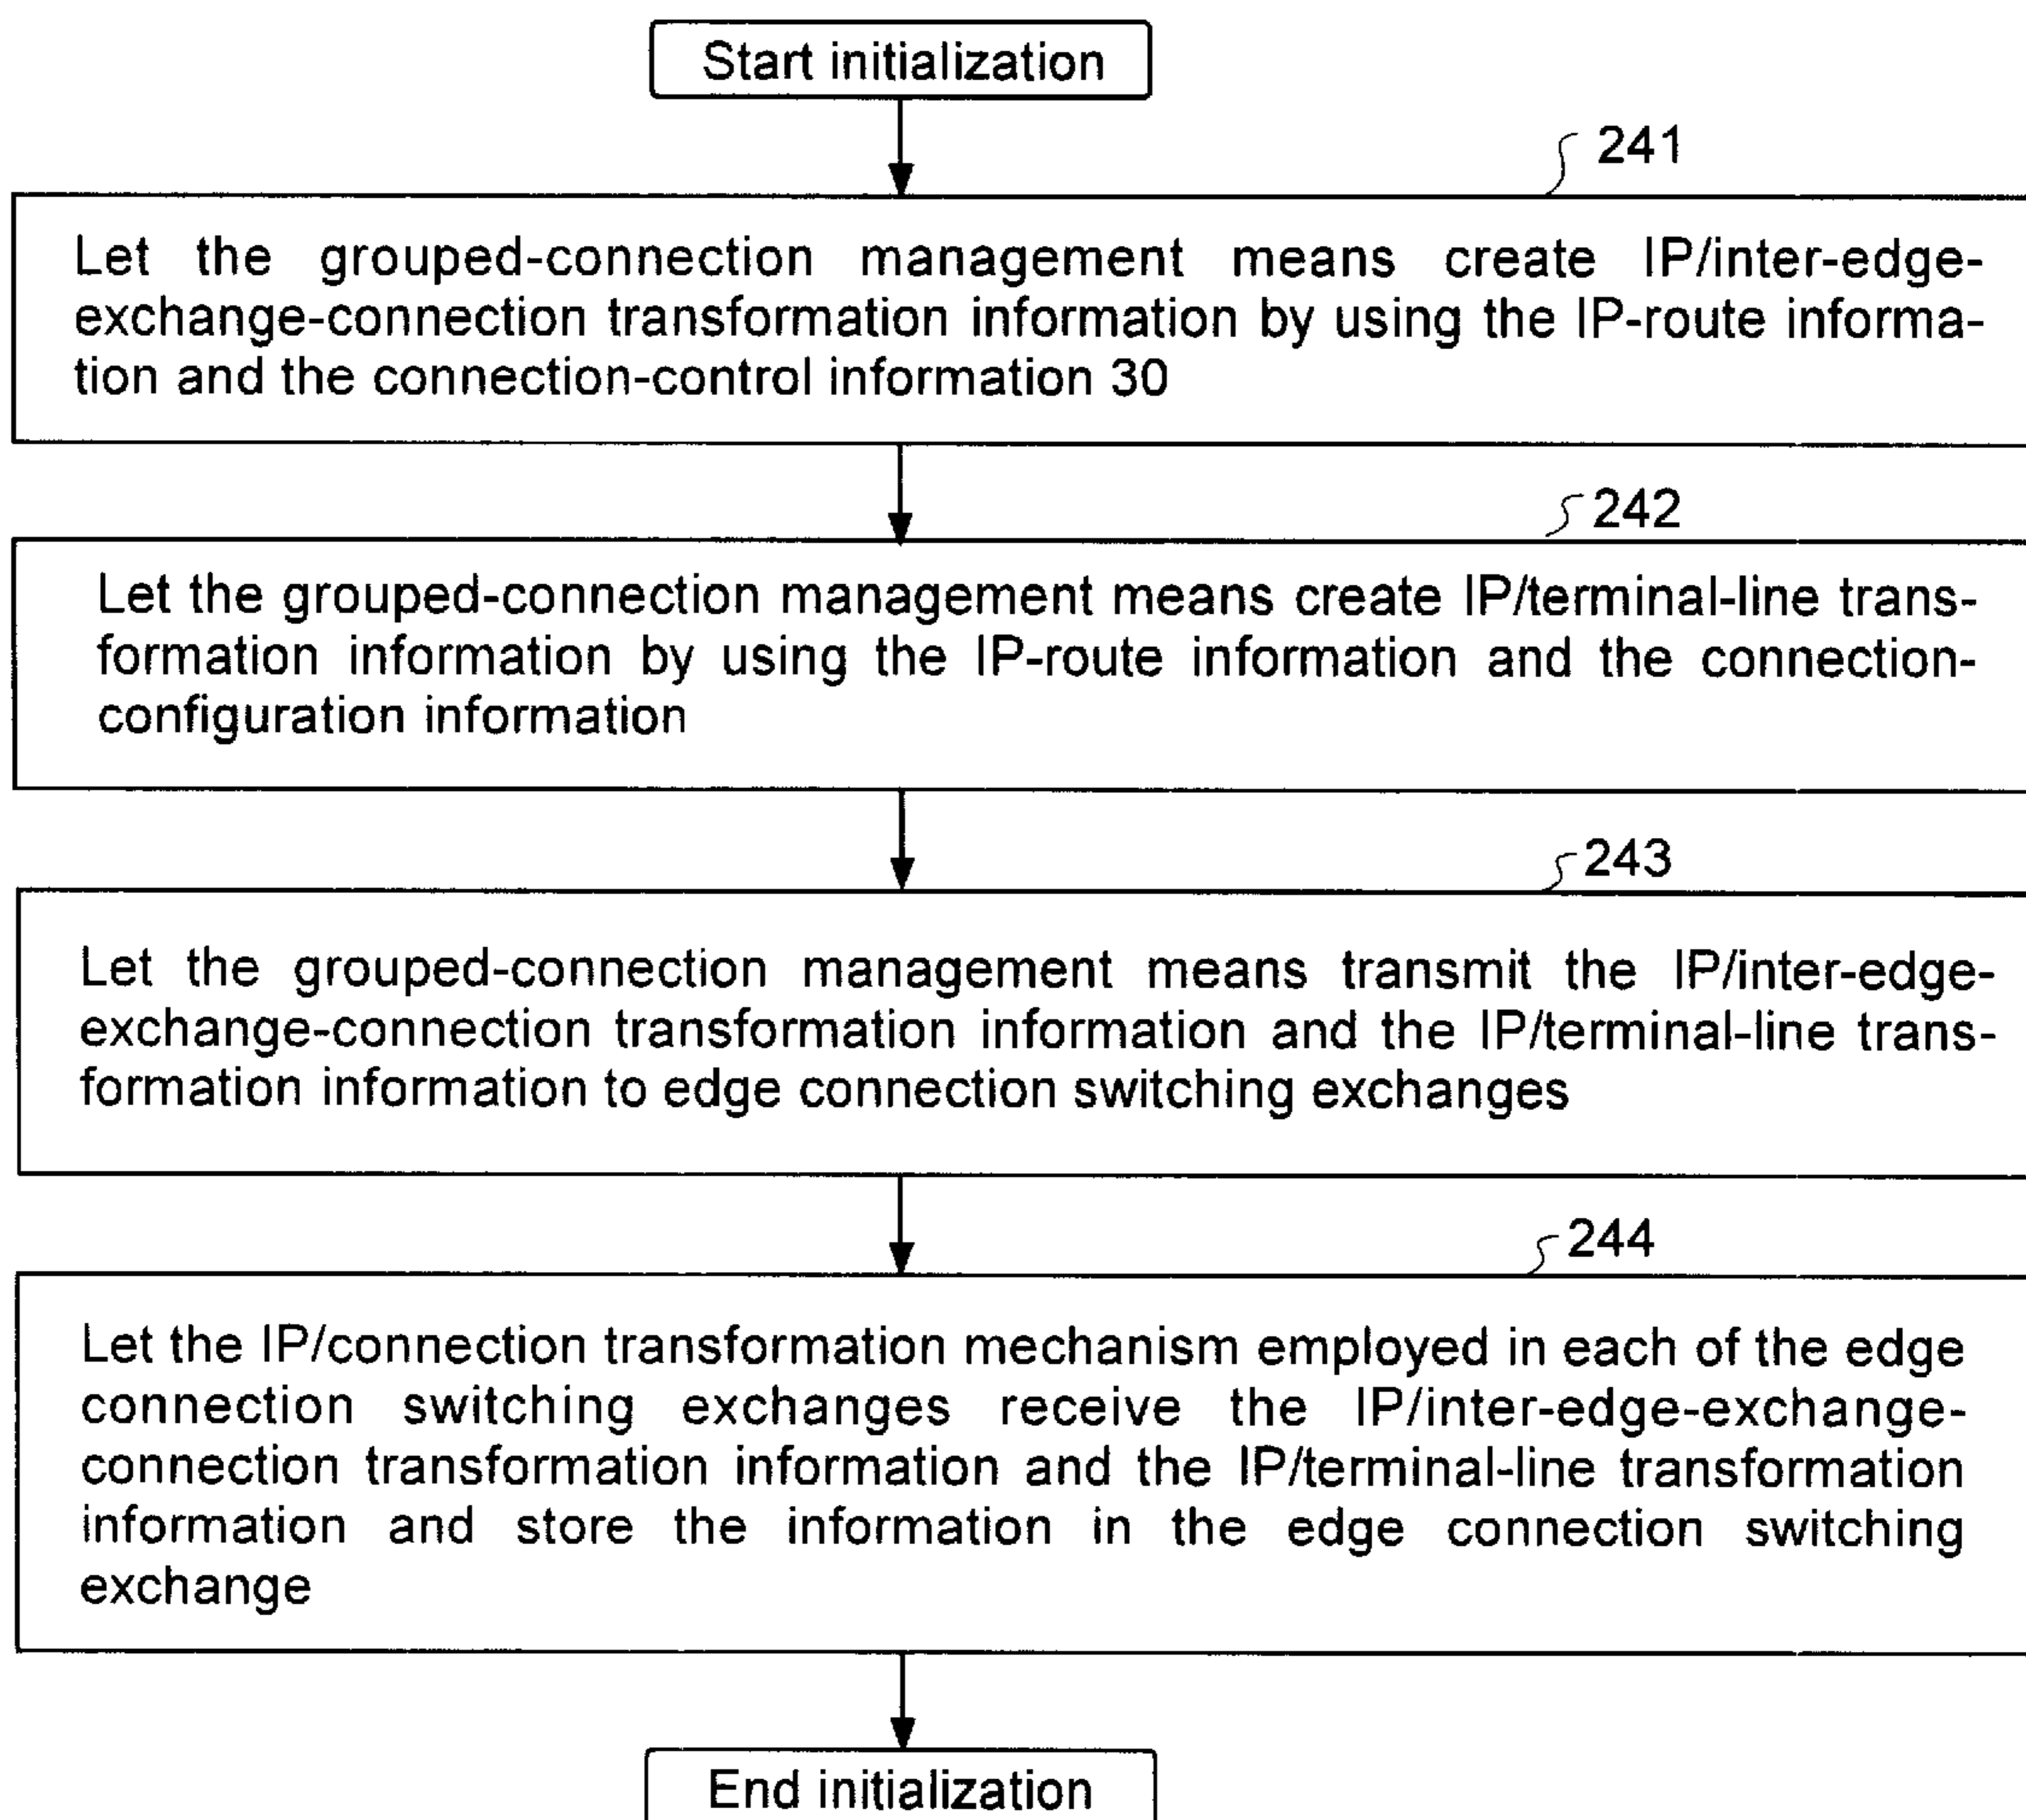 Start initialization
241
Let the grouped-connection management means create IP/inter-edge-
exchange-connection transformation information by using the IP-route informa-
tion and the connection-control information 30
242
Let the grouped-connection management means create IP/terminal-line trans-
formation information by using the IP-route information and the connection-
configuration information
243
Let the grouped-connection management means transmit the IP/inter-edge-
exchange-connection transformation information and the IP/terminal-line trans-
formation information to edge connection switching exchanges
244
Let the IP/connection transformation mechanism employed in each of the edge
connection switching exchanges receive the IP/inter-edge-exchange-
connection transformation information and the IP/terminal-line transformation
information and store the information in the edge connection switching
exchange
End initialization